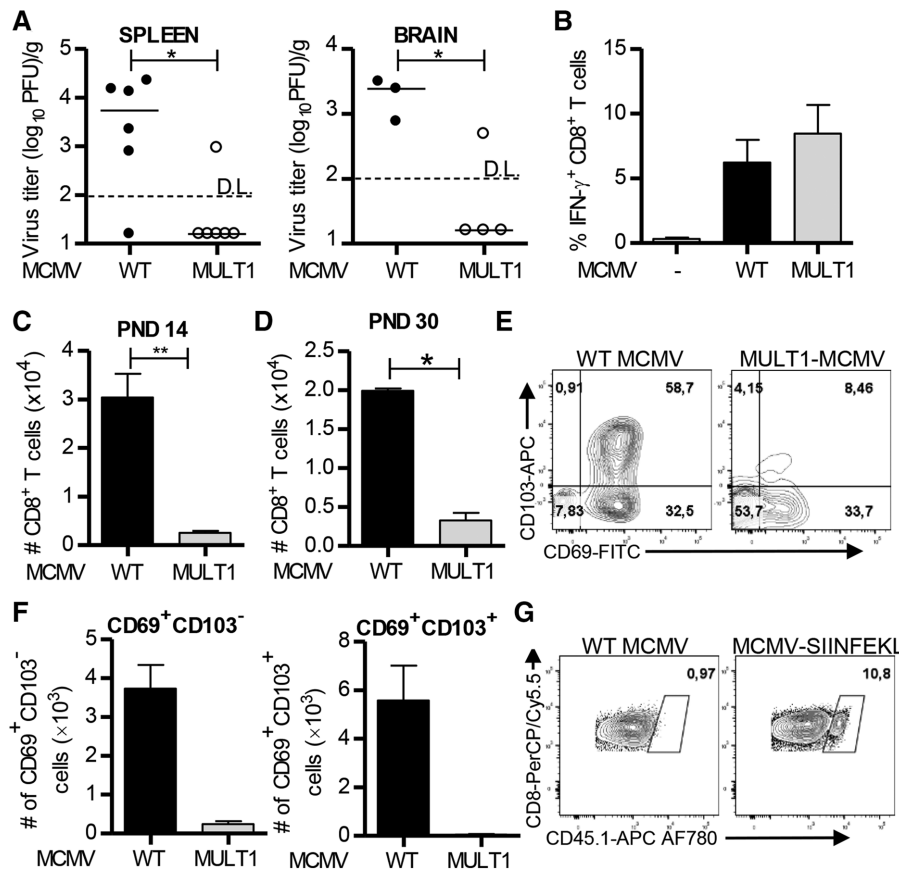 A
SPLEEN
*
Virus titer (log10PFU)/g
5
4
3
2
1
D.L.
MCMV WT MULT1
BRAIN
*
Virus titer (log10PFU)/g
4
3
2
1
D.L.
WT MULT1
B
% IFN-γ+ CD8+ T cells
15
10
5
0
MCMV - WT MULT1
C
PND 14
**
# CD8+ T cells (x10⁴)
4
3
2
1
0
MCMV WT MULT1
D
PND 30
*
# CD8+ T cells (x10⁴)
2.5
2.0
1.5
1.0
0.5
0.0
MCMV WT MULT1
E
WT MCMV
0,91 58,7
7,83 32,5
MULT1-MCMV
4,15 8,46
53,7 33,7
CD103-APC
CD69-FITC
F
CD69+CD103-
# of CD69+CD103-
cells (×10³)
5
4
3
2
1
0
MCMV WT MULT1
CD69+CD103+
# of CD69+CD103+
cells (×10³)
8
6
4
2
0
MCMV WT MULT1
G
WT MCMV
0,97
MCMV-SIINFEKL
10,8
CD8-PerCP/Cy5.5
CD45.1-APC AF780